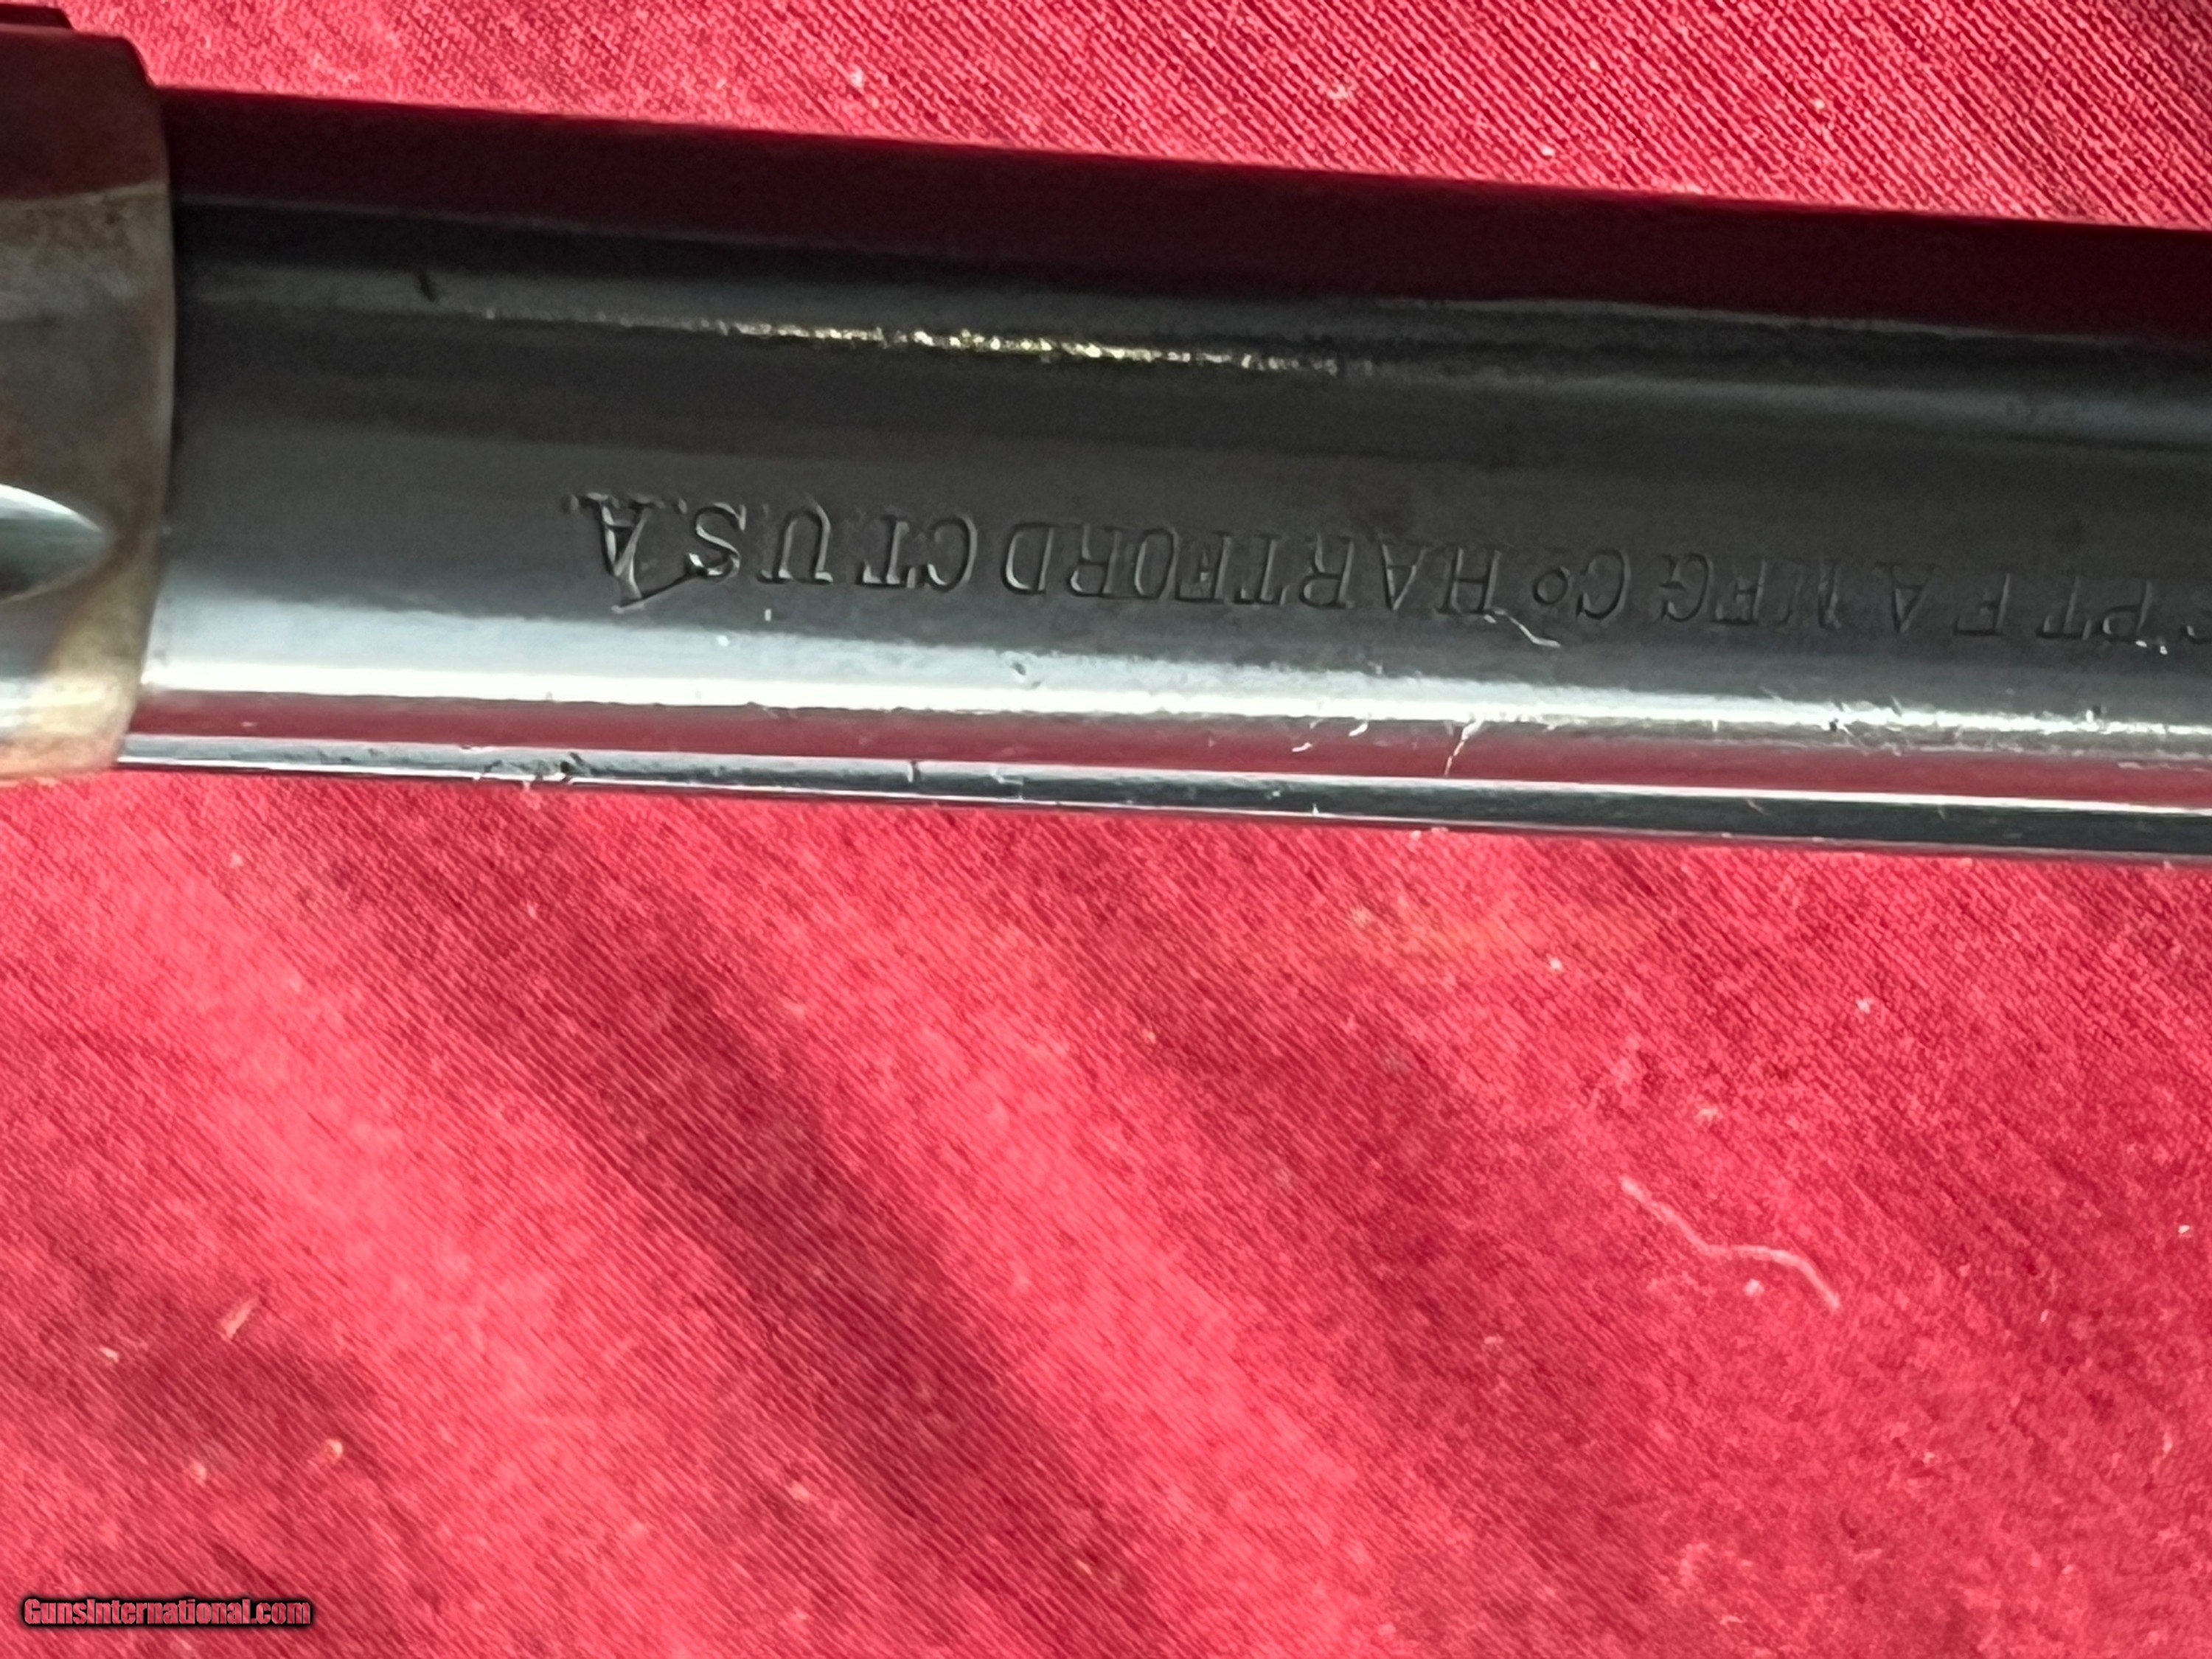 PT. F. A. MFG. Co. HARTFORD CT. U.S.A.
GunsInternational.com